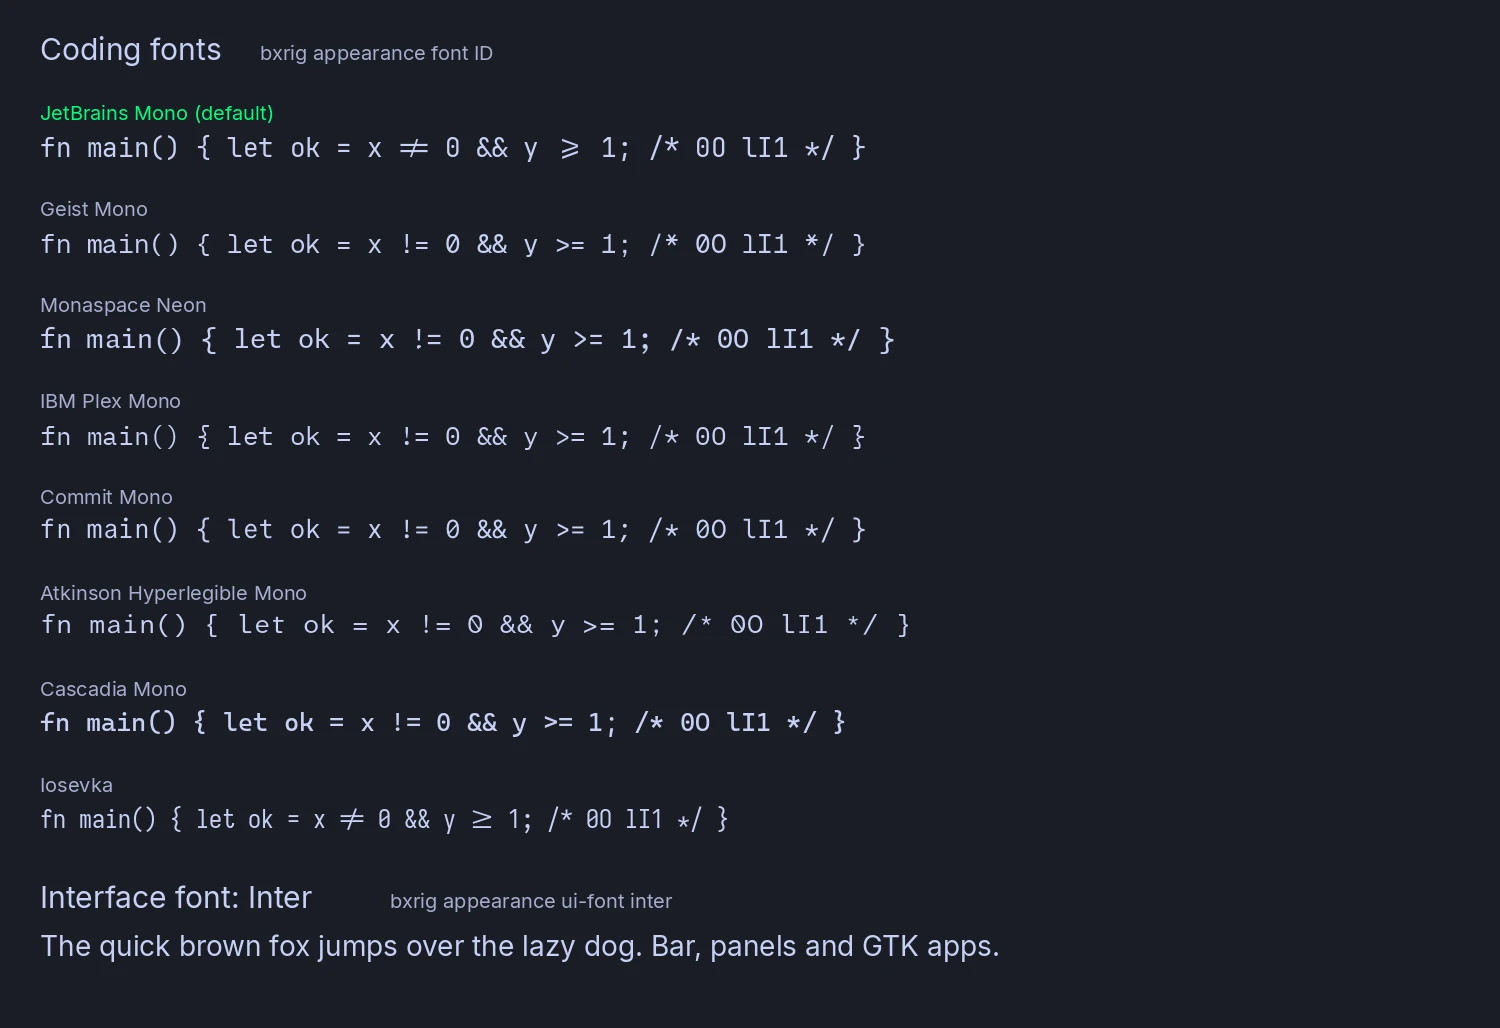 Coding fonts bxrig appearance font ID
JetBrains Mono (default)
fn main() { let ok = x != 0 && y >= 1; /* 0O lI1 */ }
Geist Mono
fn main() { let ok = x != 0 && y >= 1; /* 0O lI1 */ }
Monaspace Neon
fn main() { let ok = x != 0 && y >= 1; /* 0O lI1 */ }
IBM Plex Mono
fn main() { let ok = x != 0 && y >= 1; /* 0O lI1 */ }
Commit Mono
fn main() { let ok = x != 0 && y >= 1; /* 0O lI1 */ }
Atkinson Hyperlegible Mono
fn main() { let ok = x != 0 && y >= 1; /* 0O lI1 */ }
Cascadia Mono
fn main() { let ok = x != 0 && y >= 1; /* 0O lI1 */ }
Iosevka
fn main() { let ok = x != 0 && y >= 1; /* 0O lI1 */ }
Interface font: Inter bxrig appearance ui-font inter
The quick brown fox jumps over the lazy dog. Bar, panels and GTK apps.